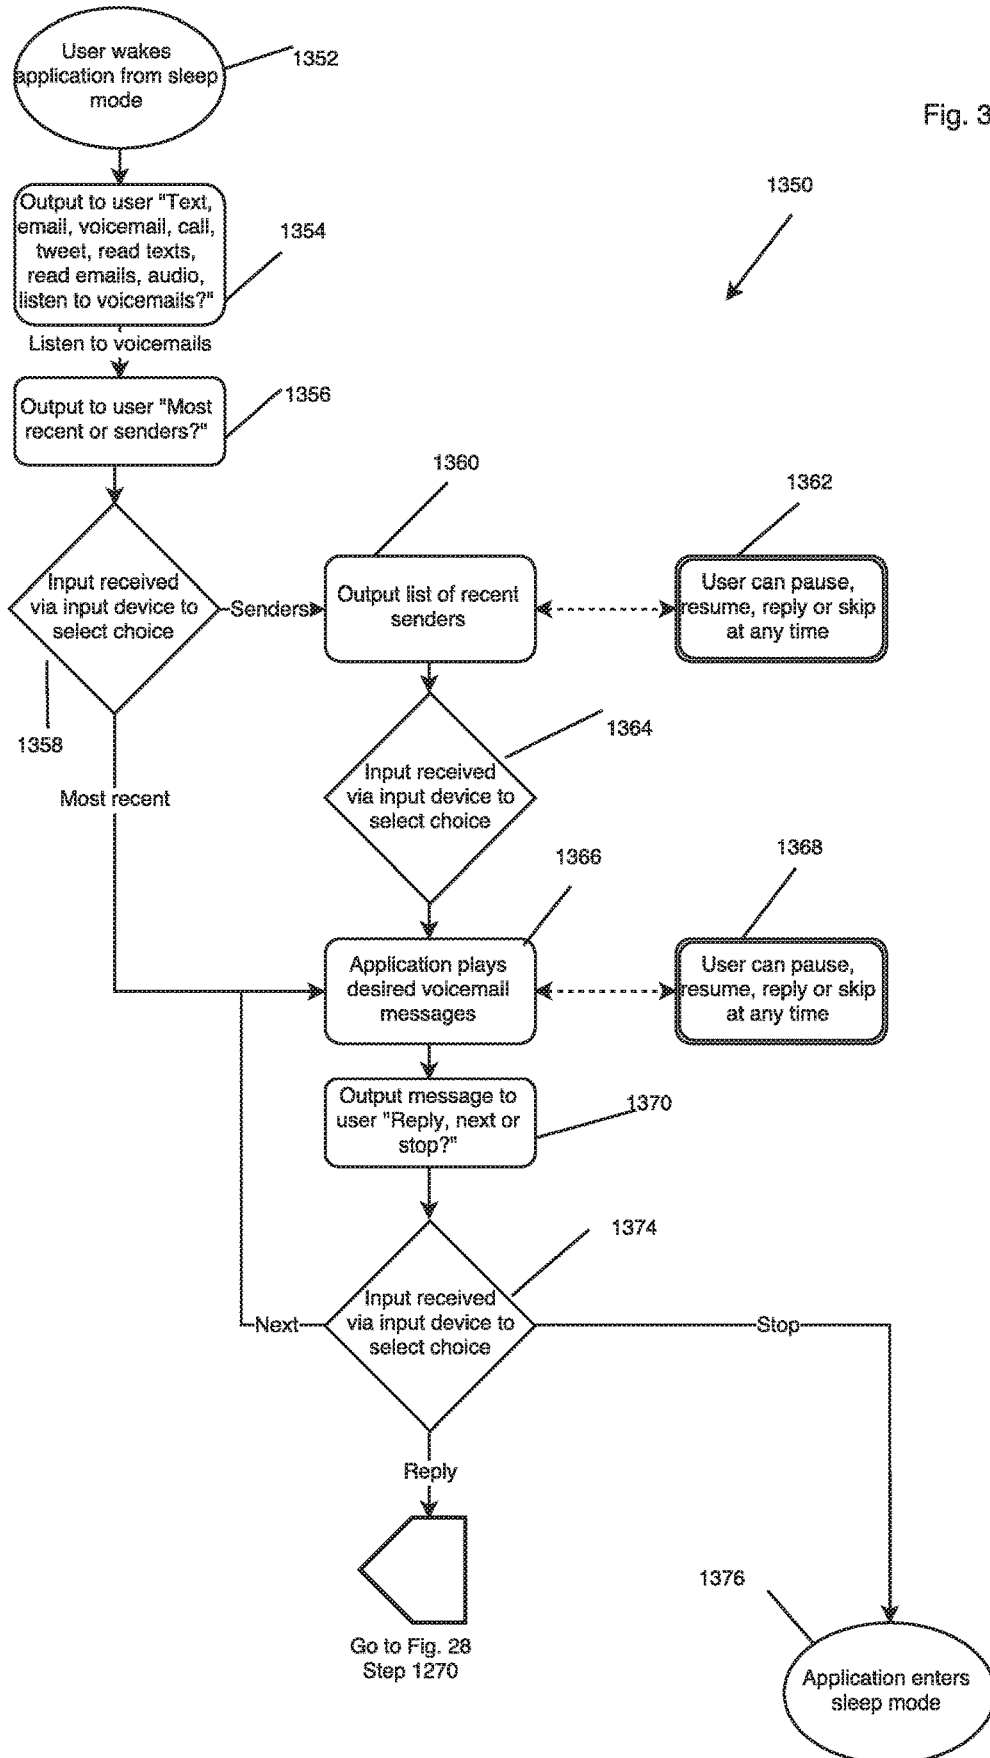 User wakes
application from sleep
mode
1352
Fig. 3
1350
Output to user "Text,
email, voicemail, call,
tweet, read texts,
read emails, audio,
listen to voicemails?"
1354
Listen to voicemails
Output to user "Most
recent or senders?"
1356
1360
1362
Input received
via input device to
select choice
Senders
Output list of recent
senders
User can pause,
resume, reply or skip
at any time
1358
1364
Most recent
Input received
via input device to
select choice
1366
1368
Application plays
desired voicemail
messages
User can pause,
resume, reply or skip
at any time
Output message to
user "Reply, next or
stop?"
1370
1374
Input received
via input device to
select choice
Next
Stop
Reply
Go to Fig. 28
Step 1270
1376
Application enters
sleep mode